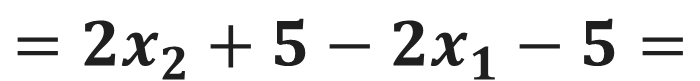 = 2x₂ + 5 − 2x₁ − 5 =